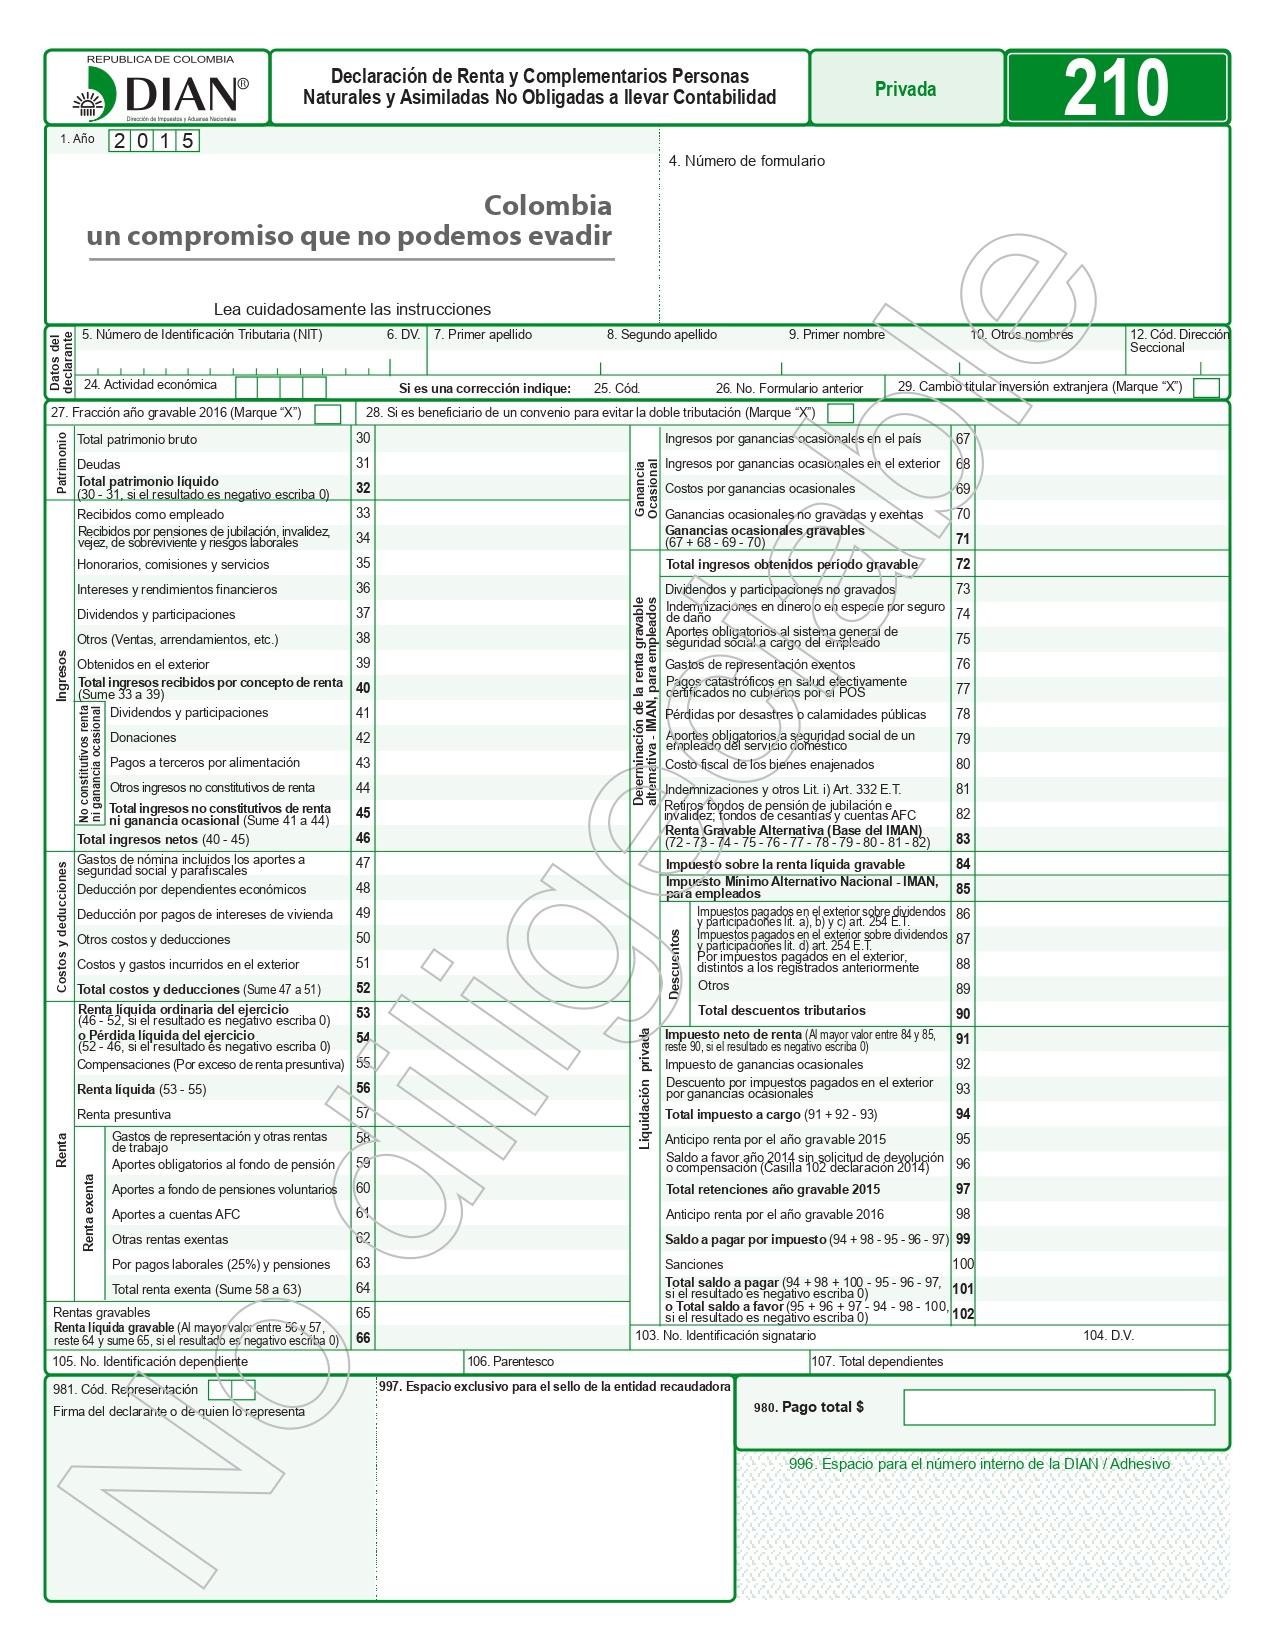 REPUBLICA DE COLOMBIA
DIAN®
Dirección de Impuestos y Aduanas Nacionales
Declaración de Renta y Complementarios Personas
Naturales y Asimiladas No Obligadas a llevar Contabilidad
Privada
210
1. Año 2 0 1 5
4. Número de formulario
Colombia
un compromiso que no podemos evadir
Lea cuidadosamente las instrucciones
Datos del
declarante
5. Número de Identificación Tributaria (NIT) 6. DV. 7. Primer apellido 8. Segundo apellido 9. Primer nombre 10. Otros nombres 12. Cód. Dirección
Seccional
24. Actividad económica Si es una corrección indique: 25. Cód. 26. No. Formulario anterior 29. Cambio titular inversión extranjera (Marque “X”)
27. Fracción año gravable 2016 (Marque “X”) 28. Si es beneficiario de un convenio para evitar la doble tributación (Marque “X”)
Patrimonio
Total patrimonio bruto 30
Deudas 31
Total patrimonio líquido
(30 - 31, si el resultado es negativo escriba 0) 32
Ingresos
Recibidos como empleado 33
Recibidos por pensiones de jubilación, invalidez,
vejez, de sobreviviente y riesgos laborales 34
Honorarios, comisiones y servicios 35
Intereses y rendimientos financieros 36
Dividendos y participaciones 37
Otros (Ventas, arrendamientos, etc.) 38
Obtenidos en el exterior 39
Total ingresos recibidos por concepto de renta
(Sume 33 a 39) 40
No constitutivos renta
ni ganancia ocasional
Dividendos y participaciones 41
Donaciones 42
Pagos a terceros por alimentación 43
Otros ingresos no constitutivos de renta 44
Total ingresos no constitutivos de renta
ni ganancia ocasional (Sume 41 a 44) 45
Total ingresos netos (40 - 45) 46
Costos y deducciones
Gastos de nómina incluidos los aportes a
seguridad social y parafiscales 47
Deducción por dependientes económicos 48
Deducción por pagos de intereses de vivienda 49
Otros costos y deducciones 50
Costos y gastos incurridos en el exterior 51
Total costos y deducciones (Sume 47 a 51) 52
Renta
Renta líquida ordinaria del ejercicio
(46 - 52, si el resultado es negativo escriba 0) 53
o Pérdida líquida del ejercicio
(52 - 46, si el resultado es negativo escriba 0) 54
Compensaciones (Por exceso de renta presuntiva) 55
Renta líquida (53 - 55) 56
Renta presuntiva 57
Renta exenta
Gastos de representación y otras rentas
de trabajo 58
Aportes obligatorios al fondo de pensión 59
Aportes a fondo de pensiones voluntarios 60
Aportes a cuentas AFC 61
Otras rentas exentas 62
Por pagos laborales (25%) y pensiones 63
Total renta exenta (Sume 58 a 63) 64
Rentas gravables 65
Renta líquida gravable (Al mayor valor entre 56 y 57,
reste 64 y sume 65, si el resultado es negativo escriba 0) 66
Ganancia
Ocasional
Ingresos por ganancias ocasionales en el país 67
Ingresos por ganancias ocasionales en el exterior 68
Costos por ganancias ocasionales 69
Ganancias ocasionales no gravadas y exentas 70
Ganancias ocasionales gravables
(67 + 68 - 69 - 70) 71
Determinación de la renta gravable
alternativa - IMAN, para empleados
Total ingresos obtenidos período gravable 72
Dividendos y participaciones no gravados 73
Indemnizaciones en dinero o en especie por seguro
de daño 74
Aportes obligatorios al sistema general de
seguridad social a cargo del empleado 75
Gastos de representación exentos 76
Pagos catastróficos en salud efectivamente
certificados no cubiertos por el POS 77
Pérdidas por desastres o calamidades públicas 78
Aportes obligatorios a seguridad social de un
empleado del servicio doméstico 79
Costo fiscal de los bienes enajenados 80
Indemnizaciones y otros Lit. i) Art. 332 E.T. 81
Retiros fondos de pensión de jubilación e
invalidez; fondos de cesantías y cuentas AFC 82
Renta Gravable Alternativa (Base del IMAN)
(72 - 73 - 74 - 75 - 76 - 77 - 78 - 79 - 80 - 81 - 82) 83
Liquidación privada
Impuesto sobre la renta líquida gravable 84
Impuesto Mínimo Alternativo Nacional - IMAN,
para empleados 85
Descuentos
Impuestos pagados en el exterior sobre dividendos
y participaciones lit. a), b) y c) art. 254 E.T. 86
Impuestos pagados en el exterior sobre dividendos
y participaciones lit. d) art. 254 E.T. 87
Por impuestos pagados en el exterior,
distintos a los registrados anteriormente 88
Otros 89
Total descuentos tributarios 90
Impuesto neto de renta (Al mayor valor entre 84 y 85,
reste 90, si el resultado es negativo escriba 0) 91
Impuesto de ganancias ocasionales 92
Descuento por impuestos pagados en el exterior
por ganancias ocasionales 93
Total impuesto a cargo (91 + 92 - 93) 94
Anticipo renta por el año gravable 2015 95
Saldo a favor año 2014 sin solicitud de devolución
o compensación (Casilla 102 declaración 2014) 96
Total retenciones año gravable 2015 97
Anticipo renta por el año gravable 2016 98
Saldo a pagar por impuesto (94 + 98 - 95 - 96 - 97) 99
Sanciones 100
Total saldo a pagar (94 + 98 + 100 - 95 - 96 - 97,
si el resultado es negativo escriba 0) 101
o Total saldo a favor (95 + 96 + 97 - 94 - 98 - 100,
si el resultado es negativo escriba 0) 102
103. No. Identificación signatario 104. D.V.
105. No. Identificación dependiente 106. Parentesco 107. Total dependientes
981. Cód. Representación
Firma del declarante o de quien lo representa
997. Espacio exclusivo para el sello de la entidad recaudadora
980. Pago total $
996. Espacio para el número interno de la DIAN / Adhesivo
No diligenciable